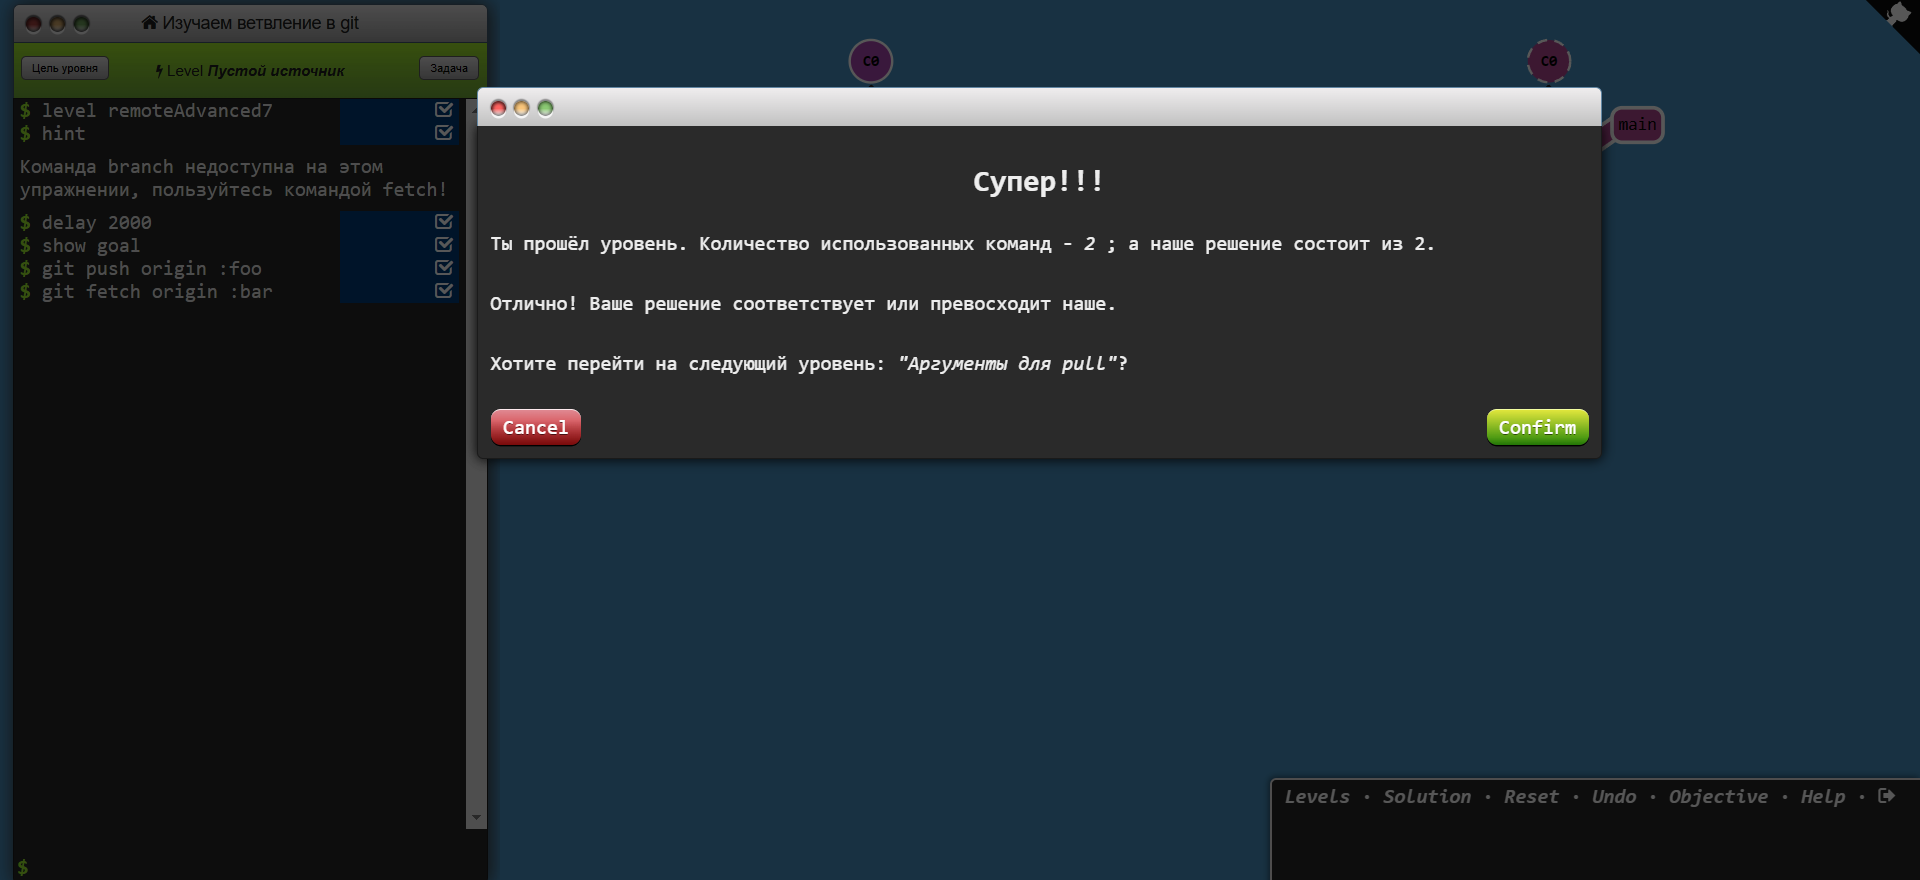 Изучаем ветвление в git
Цель уровня
Level Пустой источник
Задача
$ level remoteAdvanced7
$ hint
Команда branch недоступна на этом
упражнении, пользуйтесь командой fetch!
$ delay 2000
$ show goal
$ git push origin :foo
$ git fetch origin :bar
$
C0
C0
main
Супер!!!
Ты прошёл уровень. Количество использованных команд - 2 ; а наше решение состоит из 2.
Отлично! Ваше решение соответствует или превосходит наше.
Хотите перейти на следующий уровень: "Аргументы для pull"?
Cancel
Confirm
Levels · Solution · Reset · Undo · Objective · Help ·